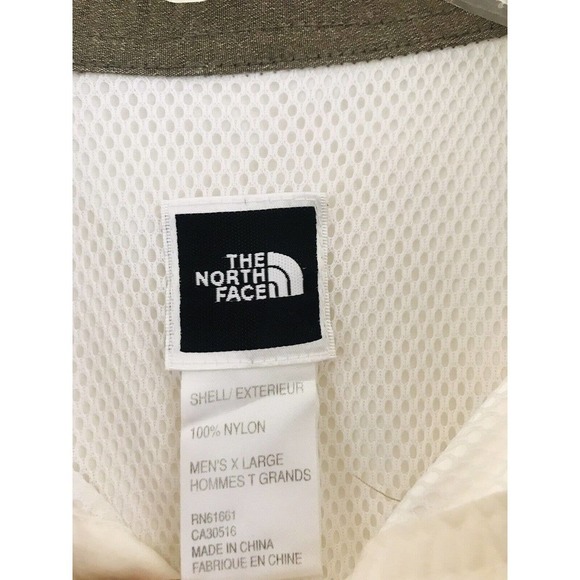 THE
NORTH
FACE
SHELL/ EXTERIEUR
100% NYLON
MEN'S X LARGE
HOMMES T GRANDS
RN61661
CA30516
MADE IN CHINA
FABRIQUE EN CHINE